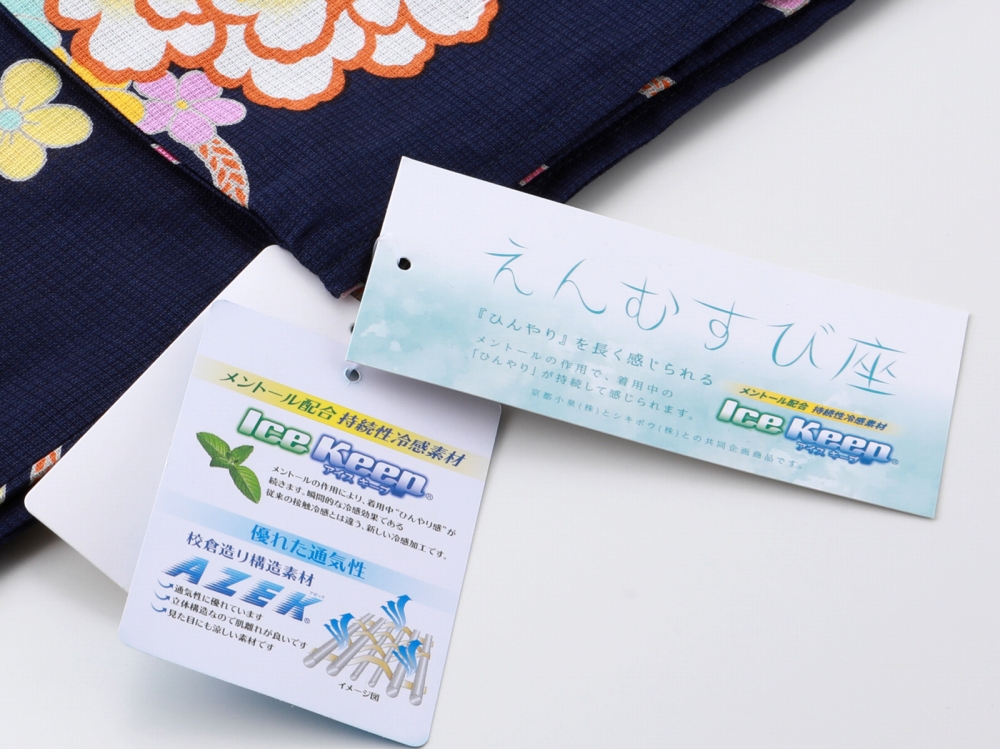 えんむすび座
『ひんやり』を長く感じられる
メントールの作用で、着用中の
「ひんやり」が持続して感じられます。
京都小泉(株)とシキボウ(株)との共同企画商品です。
メントール配合 持続性冷感素材
Ice Keep®
アイス キープ
メントール配合 持続性冷感素材
Ice Keep®
アイス キープ
メントールの作用により、着用中“ひんやり感”が
続きます。瞬間的な冷感効果である
従来の接触冷感とは違う、新しい冷感加工です。
優れた通気性
校倉造り構造素材
AZEK®
通気性に優れています
立体構造なので肌離れが良いです
見た目にも涼しい素材です
イメージ図